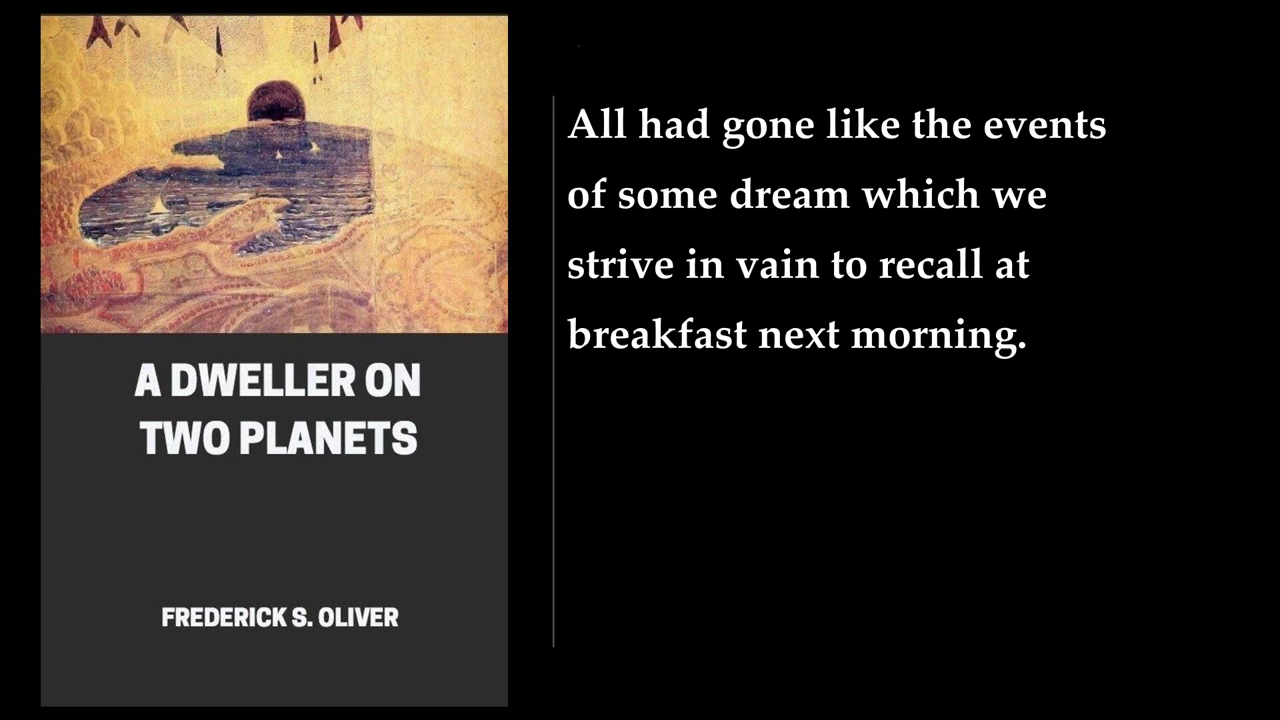 A DWELLER ON
TWO PLANETS
FREDERICK S. OLIVER
All had gone like the events
of some dream which we
strive in vain to recall at
breakfast next morning.